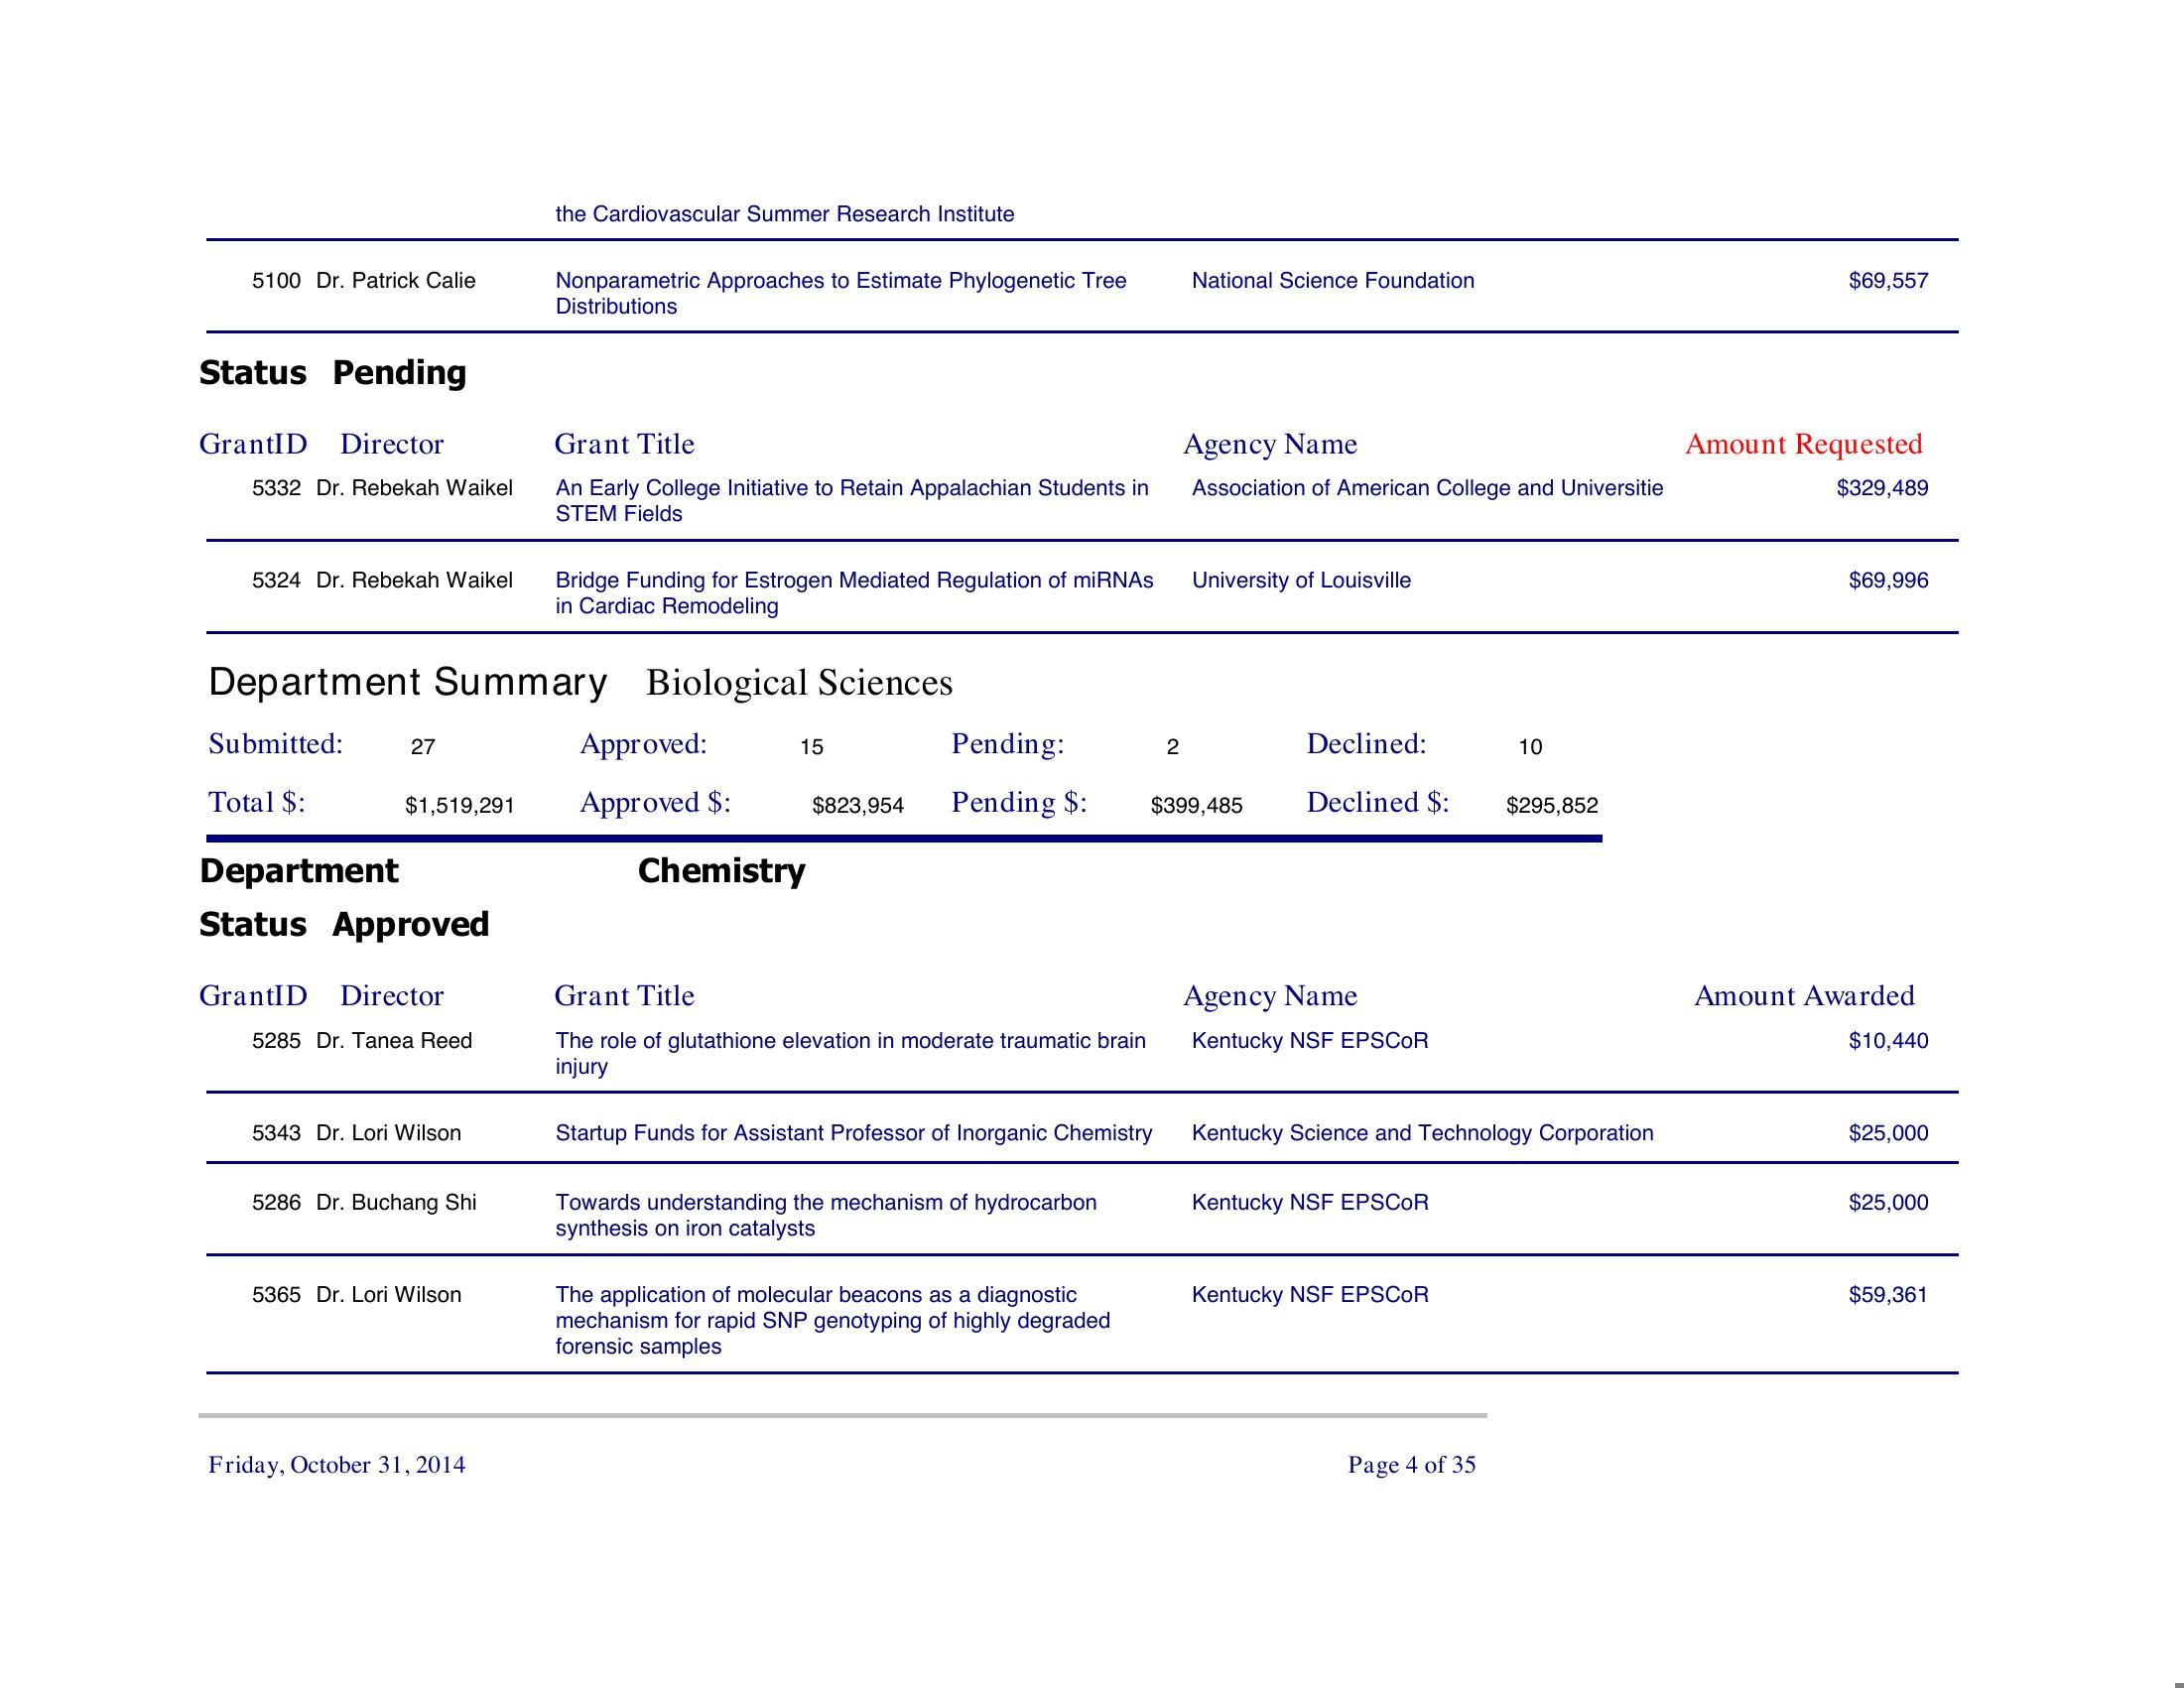 the Cardiovascular Summer Research Institute
5100 Dr. Patrick Calie Nonparametric Approaches to Estimate Phylogenetic Tree National Science Foundation $69,557
Distributions
Status Pending
GrantID Director Grant Title Agency Name Amount Requested
5332 Dr. Rebekah Waikel An Early College Initiative to Retain Appalachian Students in Association of American College and Universitie $329,489
STEM Fields
5324 Dr. Rebekah Waikel Bridge Funding for Estrogen Mediated Regulation of miRNAs University of Louisville $69,996
in Cardiac Remodeling
Department Summary Biological Sciences
Submitted: 27 Approved: 15 Pending: 2 Declined: 10
Total $: $1,519,291 Approved $: $823,954 Pending $: $399,485 Declined $: $295,852
Department Chemistry
Status Approved
GrantID Director Grant Title Agency Name Amount Awarded
5285 Dr. Tanea Reed The role of glutathione elevation in moderate traumatic brain Kentucky NSF EPSCoR $10,440
injury
5343 Dr. Lori Wilson Startup Funds for Assistant Professor of Inorganic Chemistry Kentucky Science and Technology Corporation $25,000
5286 Dr. Buchang Shi Towards understanding the mechanism of hydrocarbon Kentucky NSF EPSCoR $25,000
synthesis on iron catalysts
5365 Dr. Lori Wilson The application of molecular beacons as a diagnostic Kentucky NSF EPSCoR $59,361
mechanism for rapid SNP genotyping of highly degraded
forensic samples
Friday, October 31, 2014 Page 4 of 35